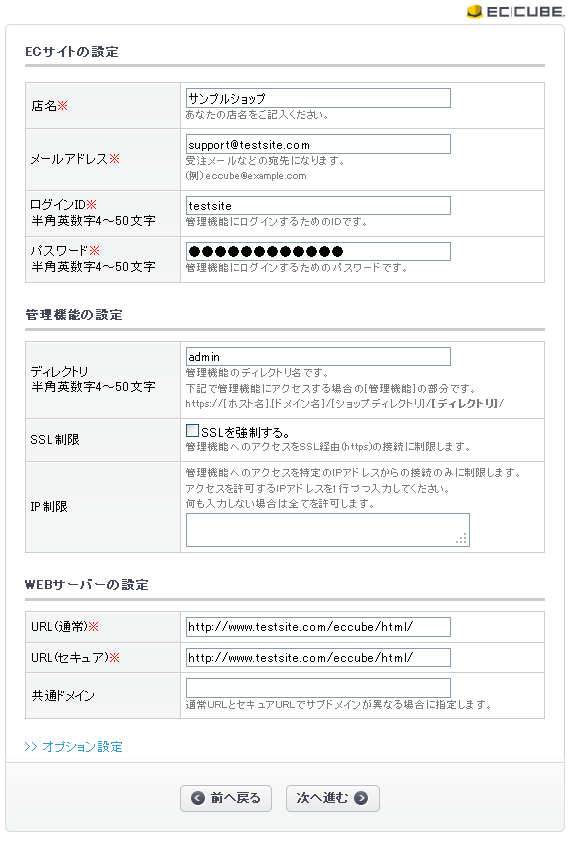 EC CUBE.
ECサイトの設定
店名※
サンプルショップ
あなたの店名をご記入ください。
メールアドレス※
support@testsite.com
受注メールなどの宛先になります。
(例) eccube@example.com
ログインID※
半角英数字4～50文字
testsite
管理機能にログインするためのIDです。
パスワード※
半角英数字4～50文字
●●●●●●●●●●●●
管理機能にログインするためのパスワードです。
管理機能の設定
ディレクトリ
半角英数字4～50文字
admin
管理機能のディレクトリ名です。
下記で管理機能にアクセスする場合の[管理機能]の部分です。
https://[ホスト名].[ドメイン名]/[ショップディレクトリ]/[ディレクトリ]/
SSL制限
SSLを強制する。
管理機能へのアクセスをSSL経由(https)の接続に制限します。
IP制限
管理機能へのアクセスを特定のIPアドレスからの接続のみに制限します。
アクセスを許可するIPアドレスを1行づつ入力してください。
何も入力しない場合は全てを許可します。
WEBサーバーの設定
URL(通常)※
http://www.testsite.com/eccube/html/
URL(セキュア)※
http://www.testsite.com/eccube/html/
共通ドメイン
通常URLとセキュアURLでサブドメインが異なる場合に指定します。
>> オプション設定
前へ戻る
次へ進む